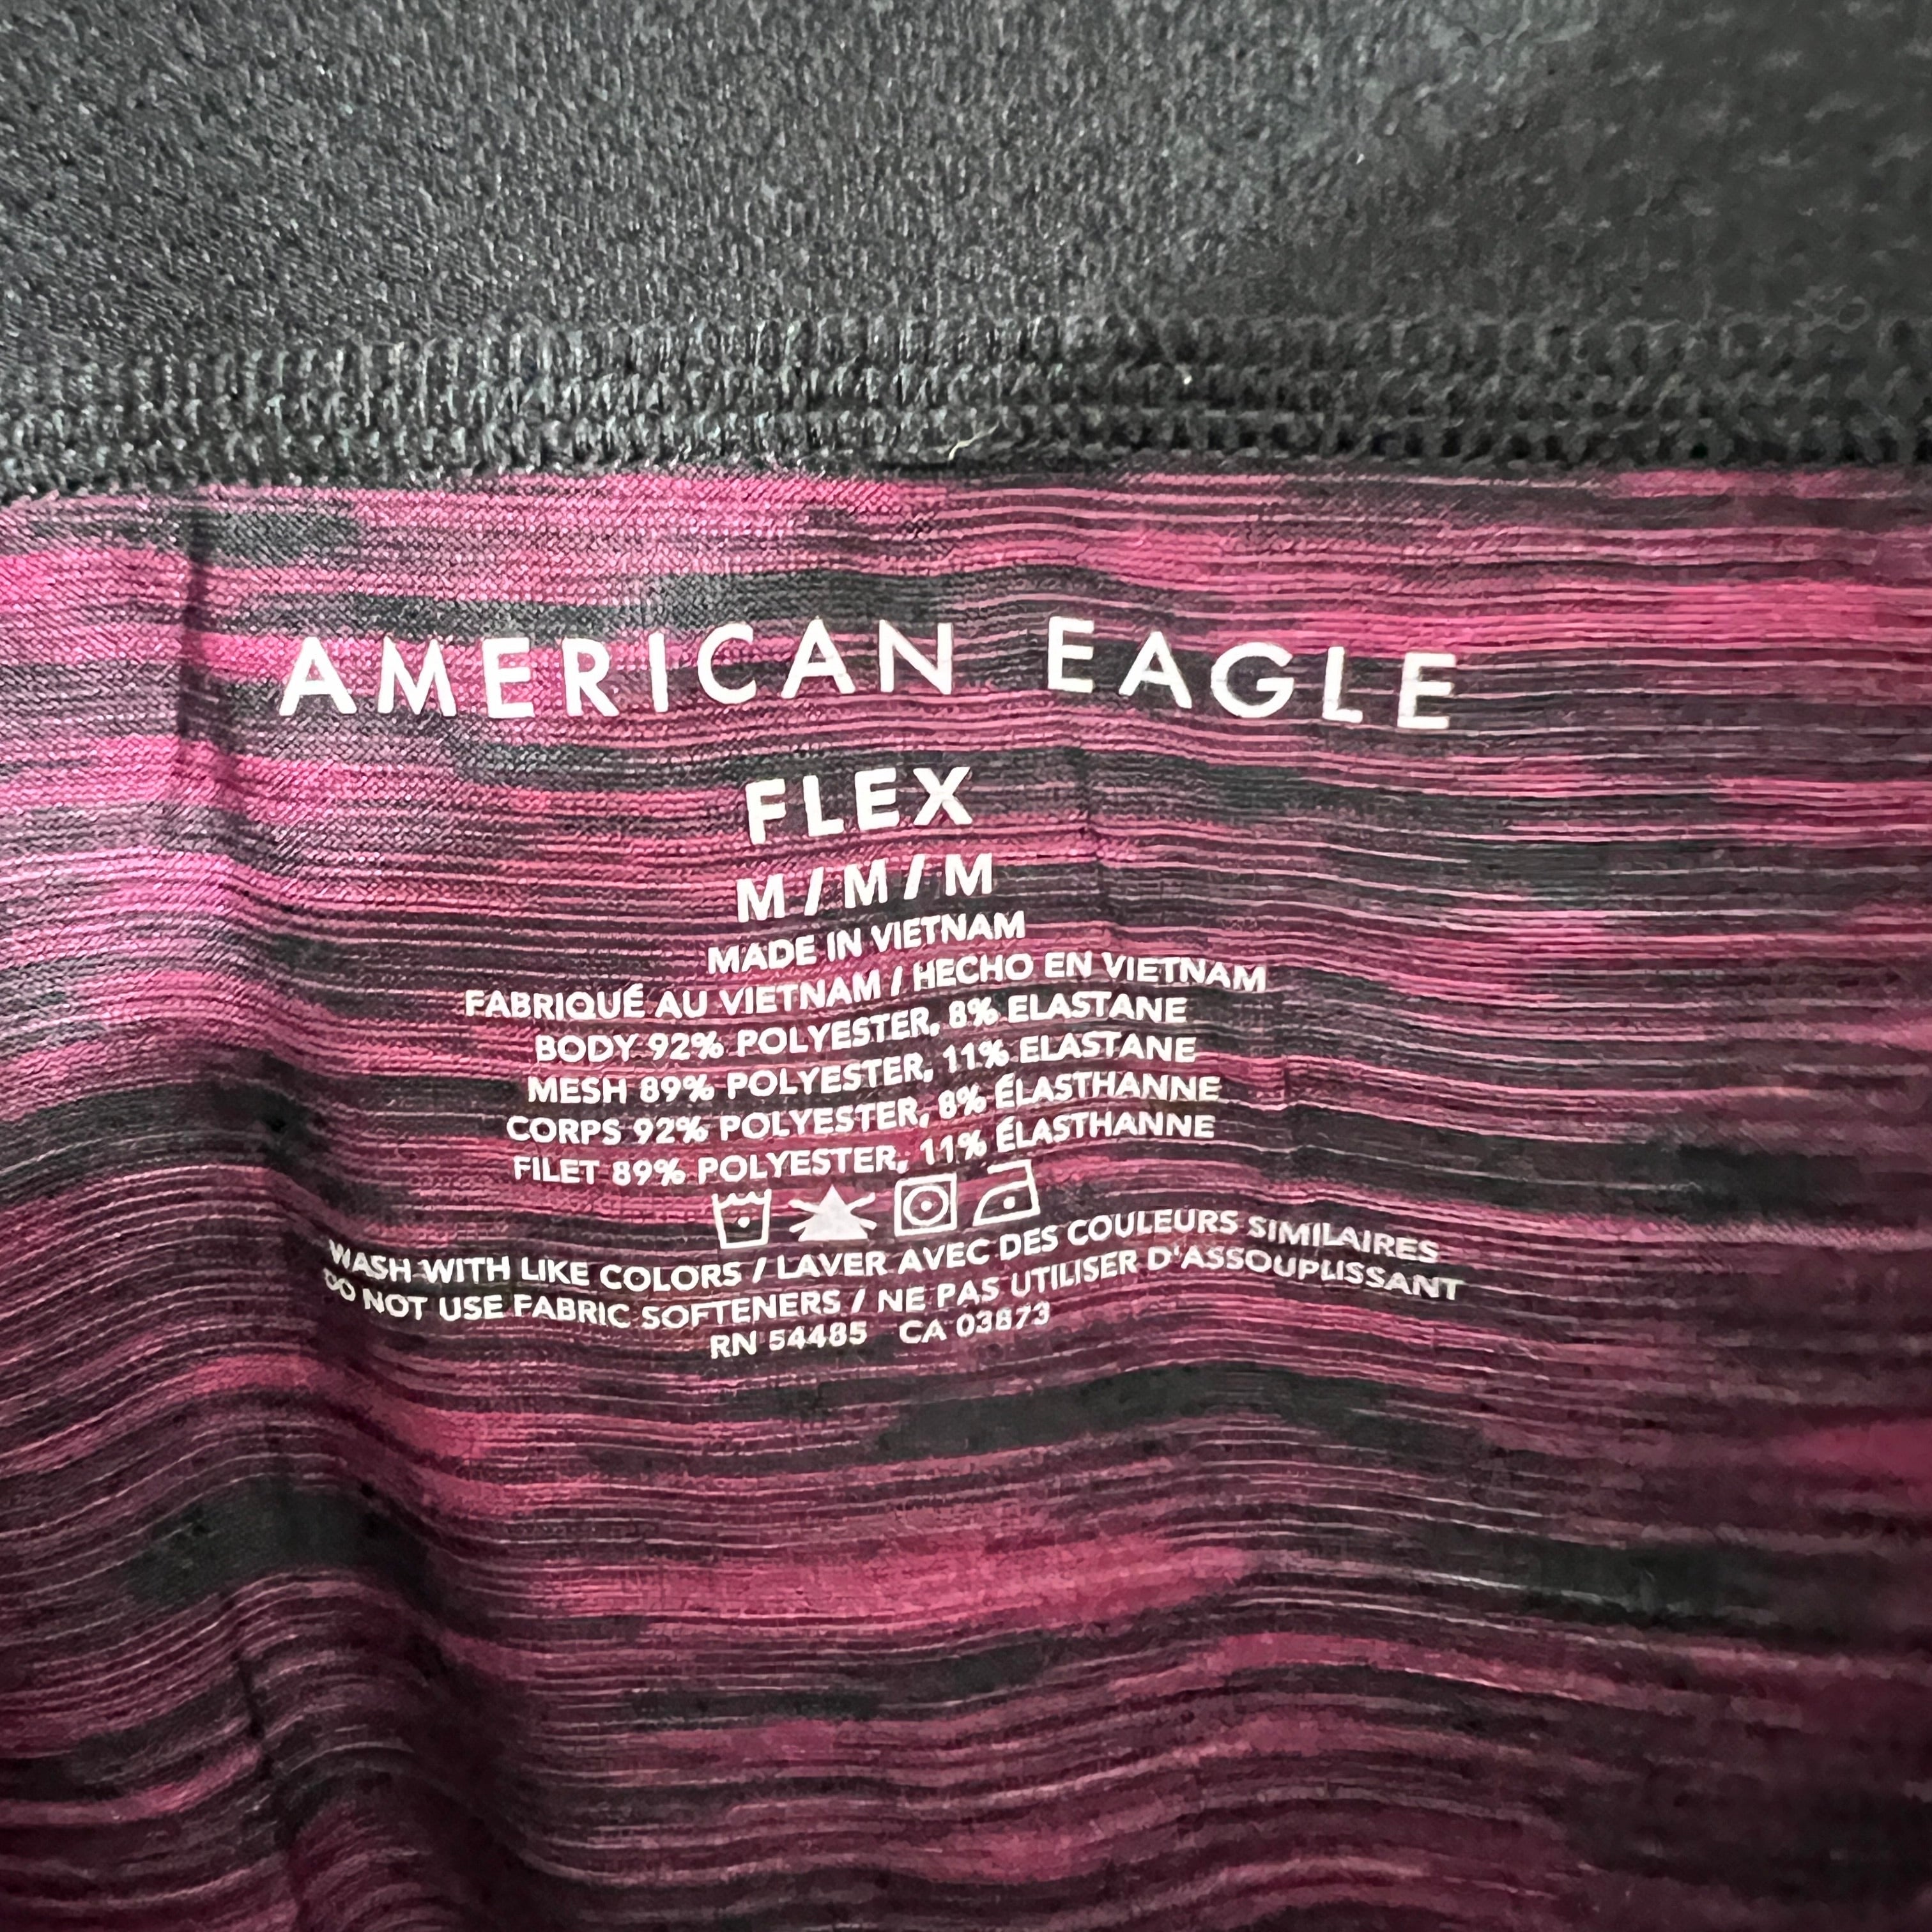 AMERICAN EAGLE
FLEX
M / M / M
MADE IN VIETNAM
FABRIQUÉ AU VIETNAM / HECHO EN VIETNAM
BODY 92% POLYESTER, 8% ELASTANE
MESH 89% POLYESTER, 11% ELASTANE
CORPS 92% POLYESTER, 8% ÉLASTHANNE
FILET 89% POLYESTER, 11% ÉLASTHANNE
WASH WITH LIKE COLORS / LAVER AVEC DES COULEURS SIMILAIRES
DO NOT USE FABRIC SOFTENERS / NE PAS UTILISER D'ASSOUPLISSANT
RN 54485 CA 03873